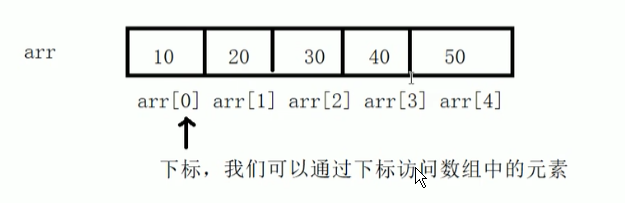 arr 10 20 30 40 50
arr[0] arr[1] arr[2] arr[3] arr[4]
下标，我们可以通过下标访问数组中的元素